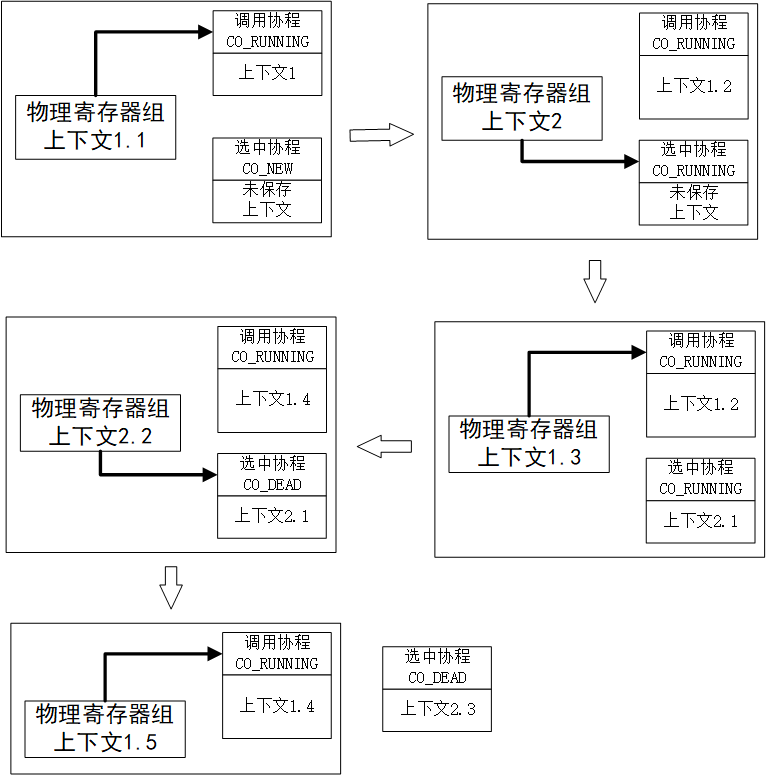 调用协程
CO_RUNNING
上下文1
物理寄存器组
上下文1.1
选中协程
CO_NEW
未保存
上下文
调用协程
CO_RUNNING
上下文1.2
物理寄存器组
上下文2
选中协程
CO_RUNNING
未保存
上下文
调用协程
CO_RUNNING
上下文1.2
物理寄存器组
上下文1.3
选中协程
CO_RUNNING
上下文2.1
调用协程
CO_RUNNING
上下文1.4
物理寄存器组
上下文2.2
选中协程
CO_DEAD
上下文2.1
调用协程
CO_RUNNING
上下文1.4
物理寄存器组
上下文1.5
选中协程
CO_DEAD
上下文2.3